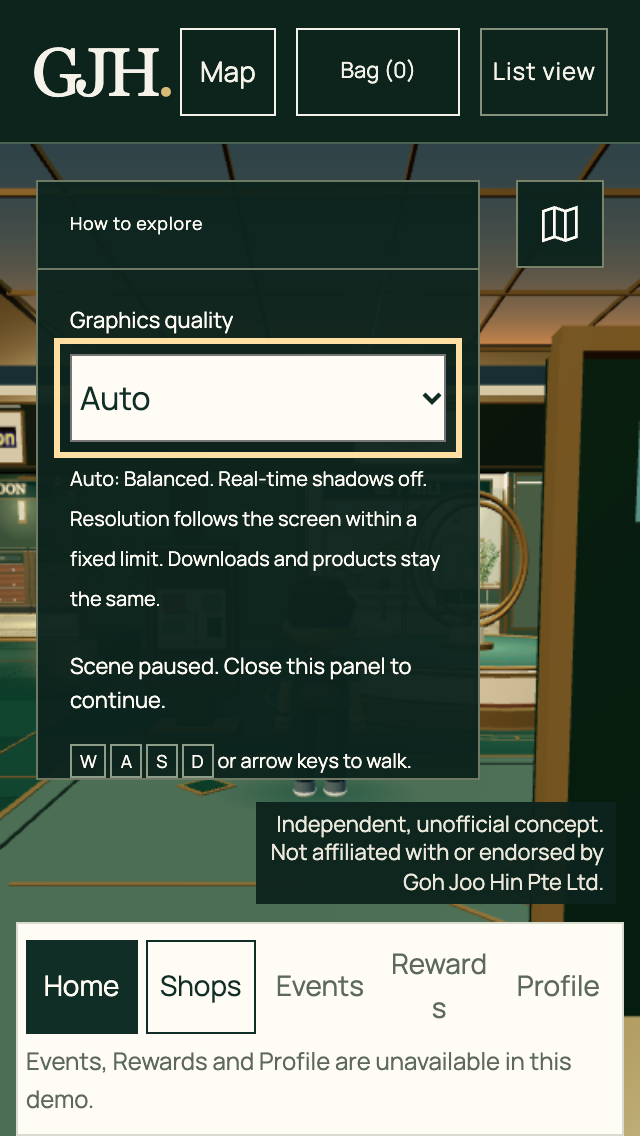 GJH.
Map
Bag (0)
List view
How to explore
Graphics quality
Auto
Auto: Balanced. Real-time shadows off.
Resolution follows the screen within a
fixed limit. Downloads and products stay
the same.
Scene paused. Close this panel to
continue.
W A S D or arrow keys to walk.
Independent, unofficial concept.
Not affiliated with or endorsed by
Goh Joo Hin Pte Ltd.
Home
Shops
Events
Reward
s
Profile
Events, Rewards and Profile are unavailable in this
demo.